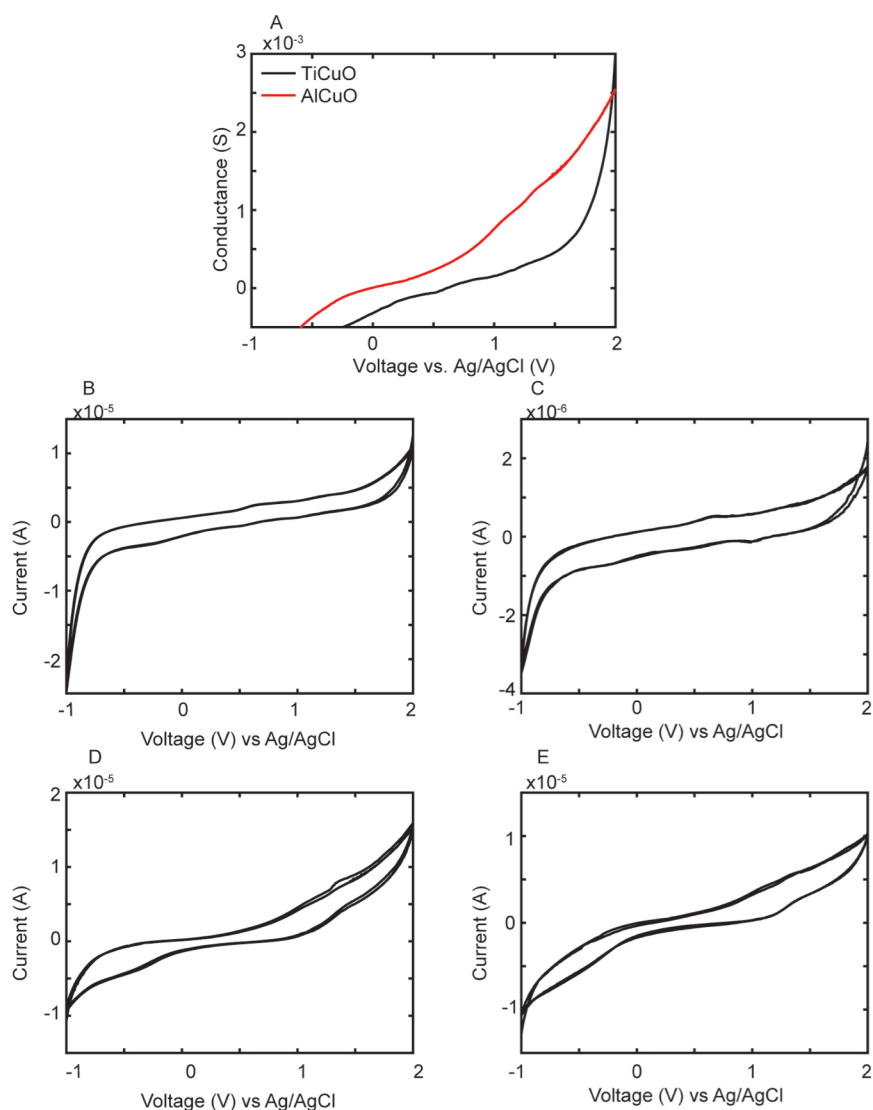 A
x10-3
3
TiCuO
AlCuO
2
1
0
Conductance (S)
-1 0 1 2
Voltage vs. Ag/AgCl (V)
B
x10-5
1
0
-1
-2
Current (A)
-1 0 1 2
Voltage (V) vs Ag/AgCl
C
x10-6
2
0
-2
-4
Current (A)
-1 0 1 2
Voltage (V) vs Ag/AgCl
D
x10-5
2
1
0
-1
Current (A)
-1 0 1 2
Voltage (V) vs Ag/AgCl
E
x10-5
1
0
-1
Current (A)
-1 0 1 2
Voltage (V) vs Ag/AgCl